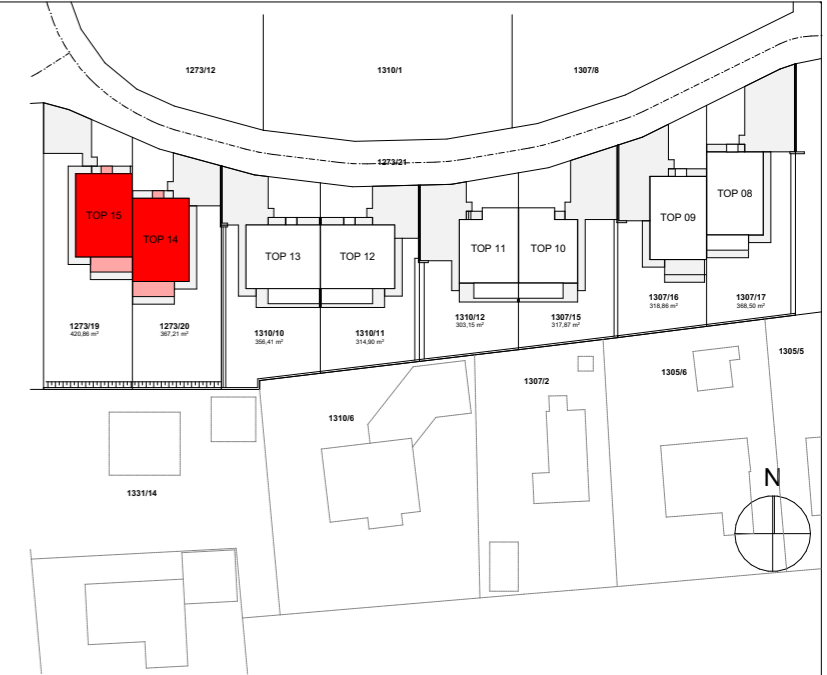 1273/12
1310/1
1307/8
1273/21
TOP 15
TOP 14
TOP 13
TOP 12
TOP 11
TOP 10
TOP 09
TOP 08
1273/19
420,86 m²
1273/20
367,21 m²
1310/10
356,41 m²
1310/11
314,90 m²
1310/12
303,15 m²
1307/15
317,87 m²
1307/16
318,86 m²
1307/17
368,50 m²
1305/5
1305/6
1307/2
1310/6
1331/14
N